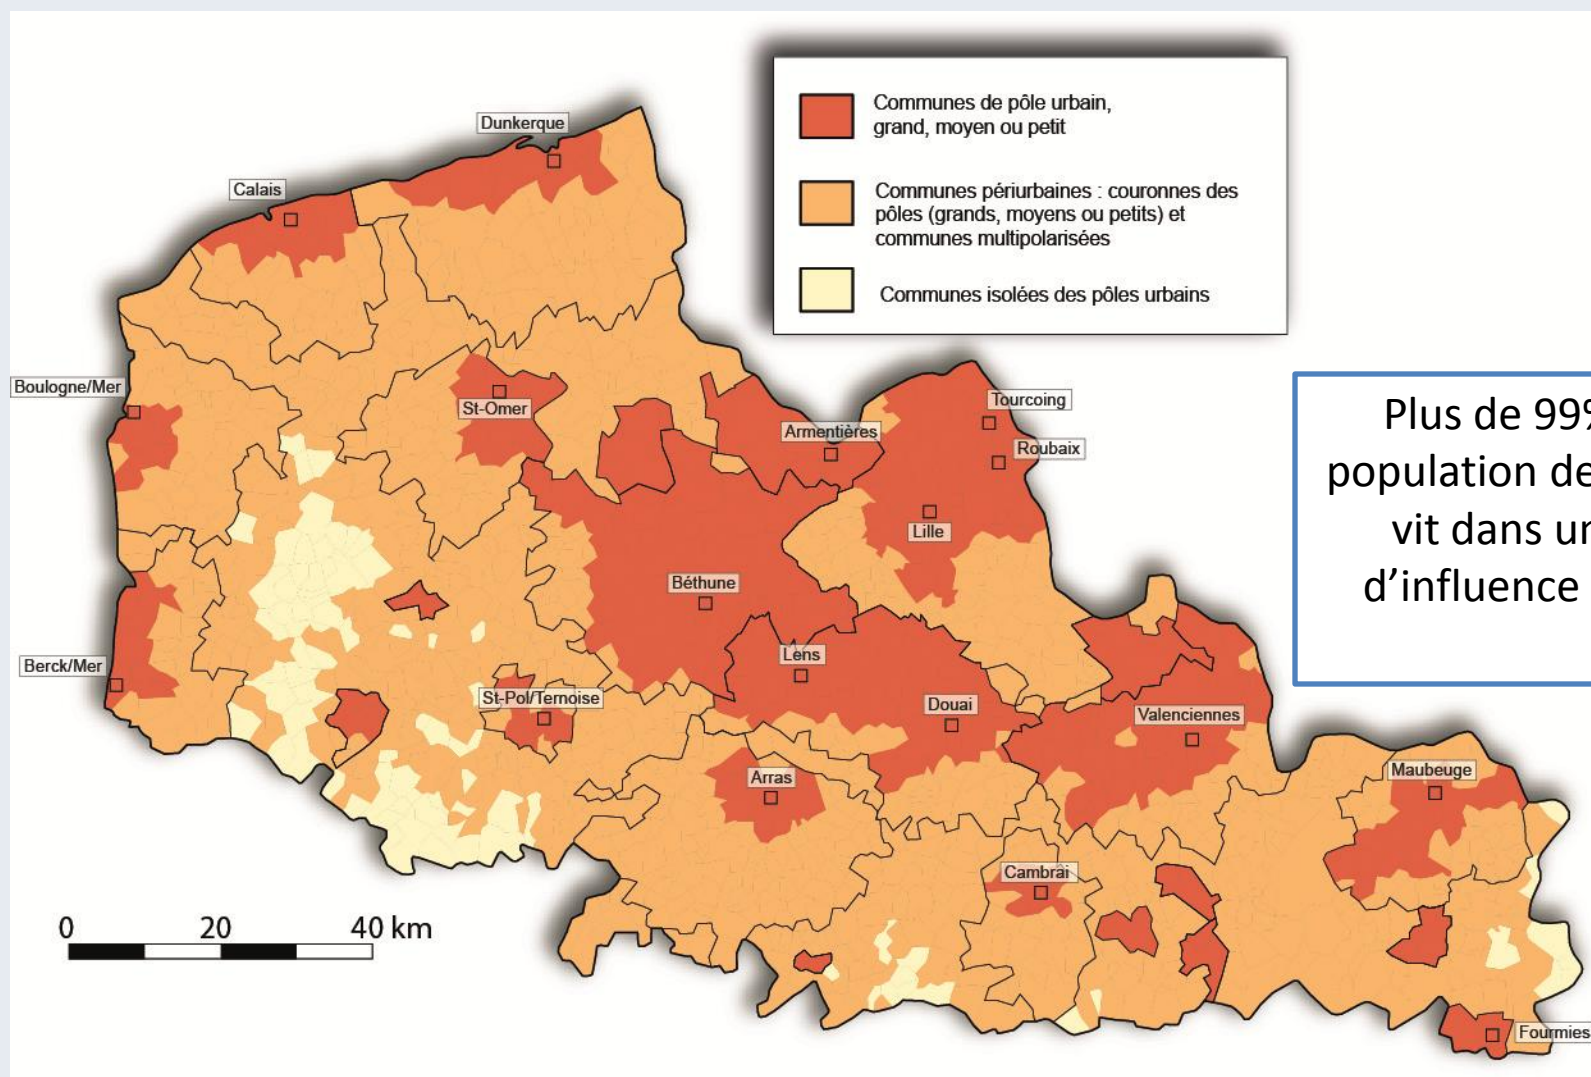 Communes de pôle urbain,
grand, moyen ou petit
Communes périurbaines : couronnes des
pôles (grands, moyens ou petits) et
communes multipolarisées
Communes isolées des pôles urbains
Dunkerque
Calais
Boulogne/Mer
St-Omer
Armentières
Tourcoing
Roubaix
Lille
Béthune
Berck/Mer
Lens
St-Pol/Ternoise
Douai
Valenciennes
Arras
Maubeuge
Cambrai
Fourmies
0 20 40 km
Plus de 99%
population de
vit dans un
d’influence